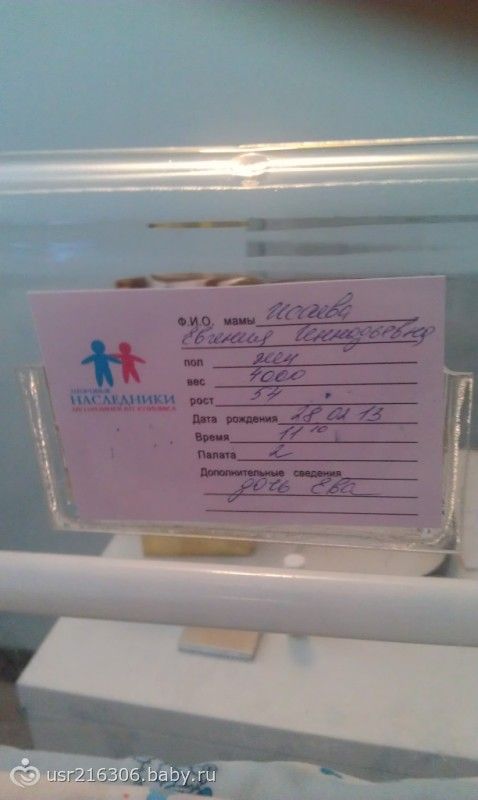 Ф.И.О. мамы Исаева
Евгения Геннадьевна
пол жен
вес 4000
рост 54
Дата рождения 28 02 13
Время 11 10
Палата 2
Дополнительные сведения
дочь Ева
НАСЛЕДНИКИ
usr216306.baby.ru